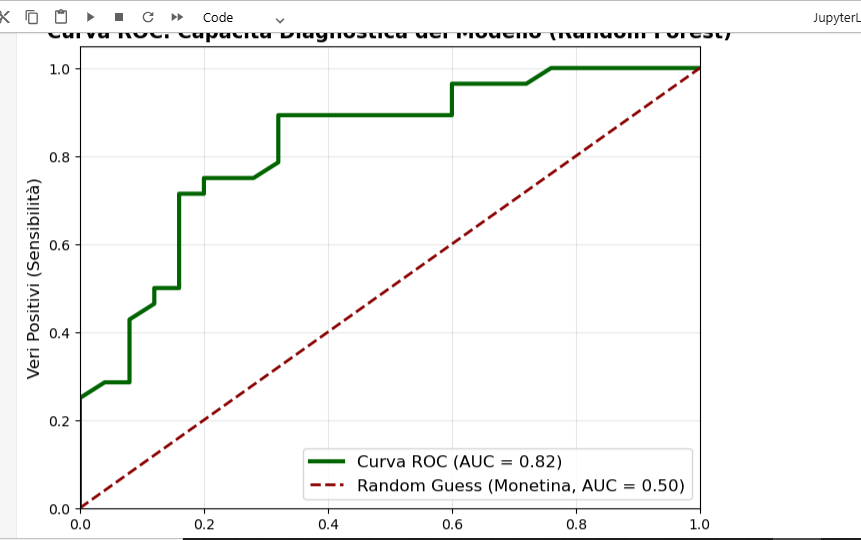 Code
JupyterL
Curva ROC: Capacità Diagnostica del Modello (Random Forest)
1.0
0.8
0.6
0.4
0.2
0.0
Veri Positivi (Sensibilità)
Curva ROC (AUC = 0.82)
Random Guess (Monetina, AUC = 0.50)
0.0 0.2 0.4 0.6 0.8 1.0